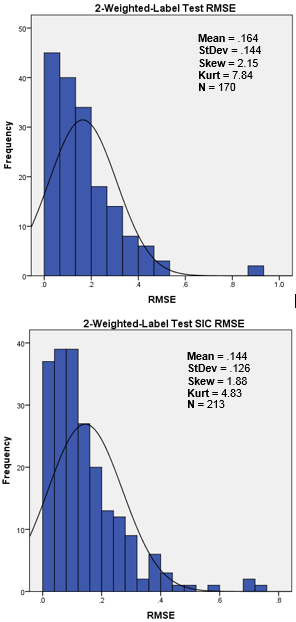 2-Weighted-Label Test RMSE
Mean = .164
StDev = .144
Skew = 2.15
Kurt = 7.84
N = 170
50
40
30
20
10
0
Frequency
.0 .2 .4 .6 .8 1.0
RMSE
2-Weighted-Label Test SIC RMSE
Mean = .144
StDev = .126
Skew = 1.88
Kurt = 4.83
N = 213
40
30
20
10
0
Frequency
.0 .2 .4 .6 .8
RMSE